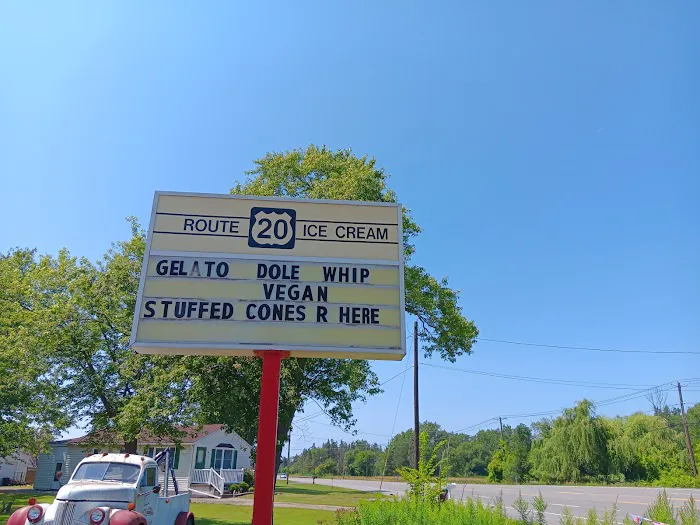 ROUTE 20 ICE CREAM
GELATO DOLE WHIP
VEGAN
STUFFED CONES R HERE